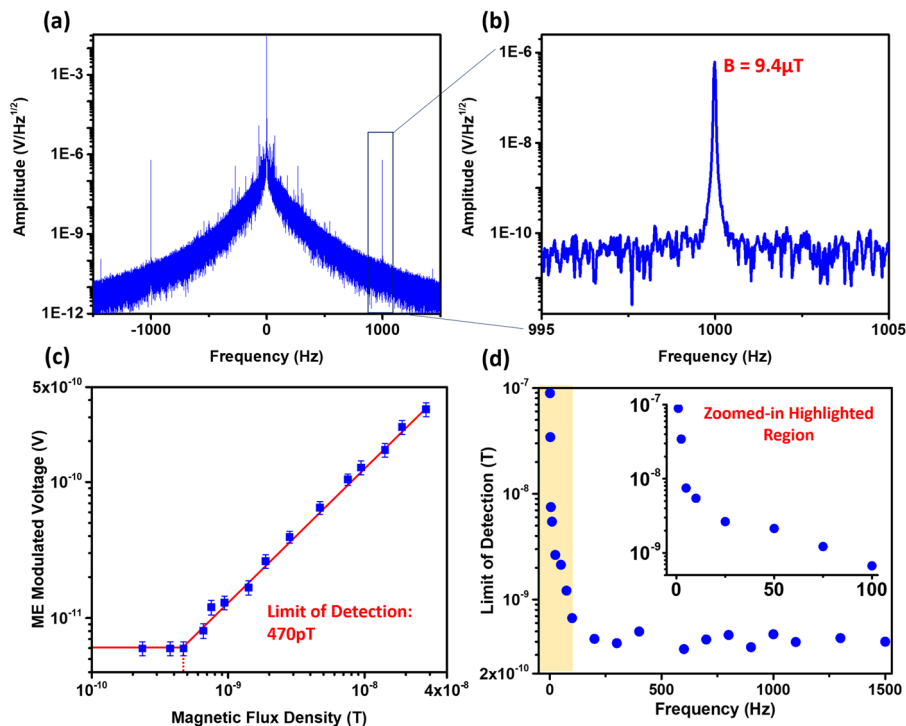 (a)
Amplitude (V/Hz^1/2)
1E-3
1E-6
1E-9
1E-12
-1000
0
1000
Frequency (Hz)
(b)
Amplitude (V/Hz^1/2)
1E-6
1E-8
1E-10
B = 9.4μT
995
1000
1005
Frequency (Hz)
(c)
ME Modulated Voltage (V)
5x10^-10
10^-10
10^-11
Limit of Detection:
470pT
10^-10
10^-9
10^-8
4x10^-8
Magnetic Flux Density (T)
(d)
Limit of Detection (T)
10^-7
10^-8
10^-9
2x10^-10
Zoomed-in Highlighted
Region
10^-7
10^-8
10^-9
0
50
100
0
500
1000
1500
Frequency (Hz)